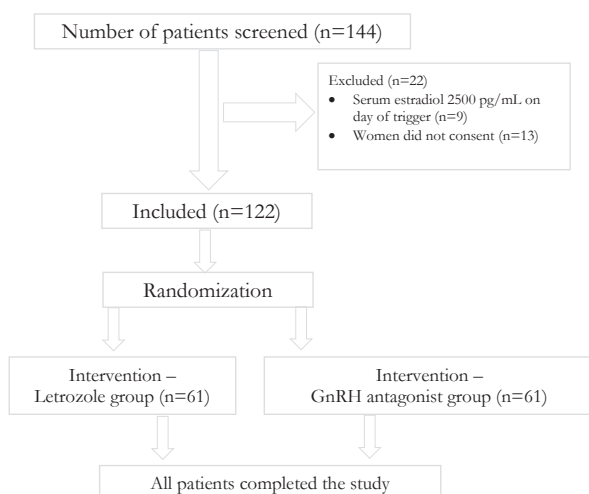 Number of patients screened (n=144)
Excluded (n=22)
• Serum estradiol 2500 pg/mL on
day of trigger (n=9)
• Women did not consent (n=13)
Included (n=122)
Randomization
Intervention –
Letrozole group (n=61)
Intervention –
GnRH antagonist group (n=61)
All patients completed the study